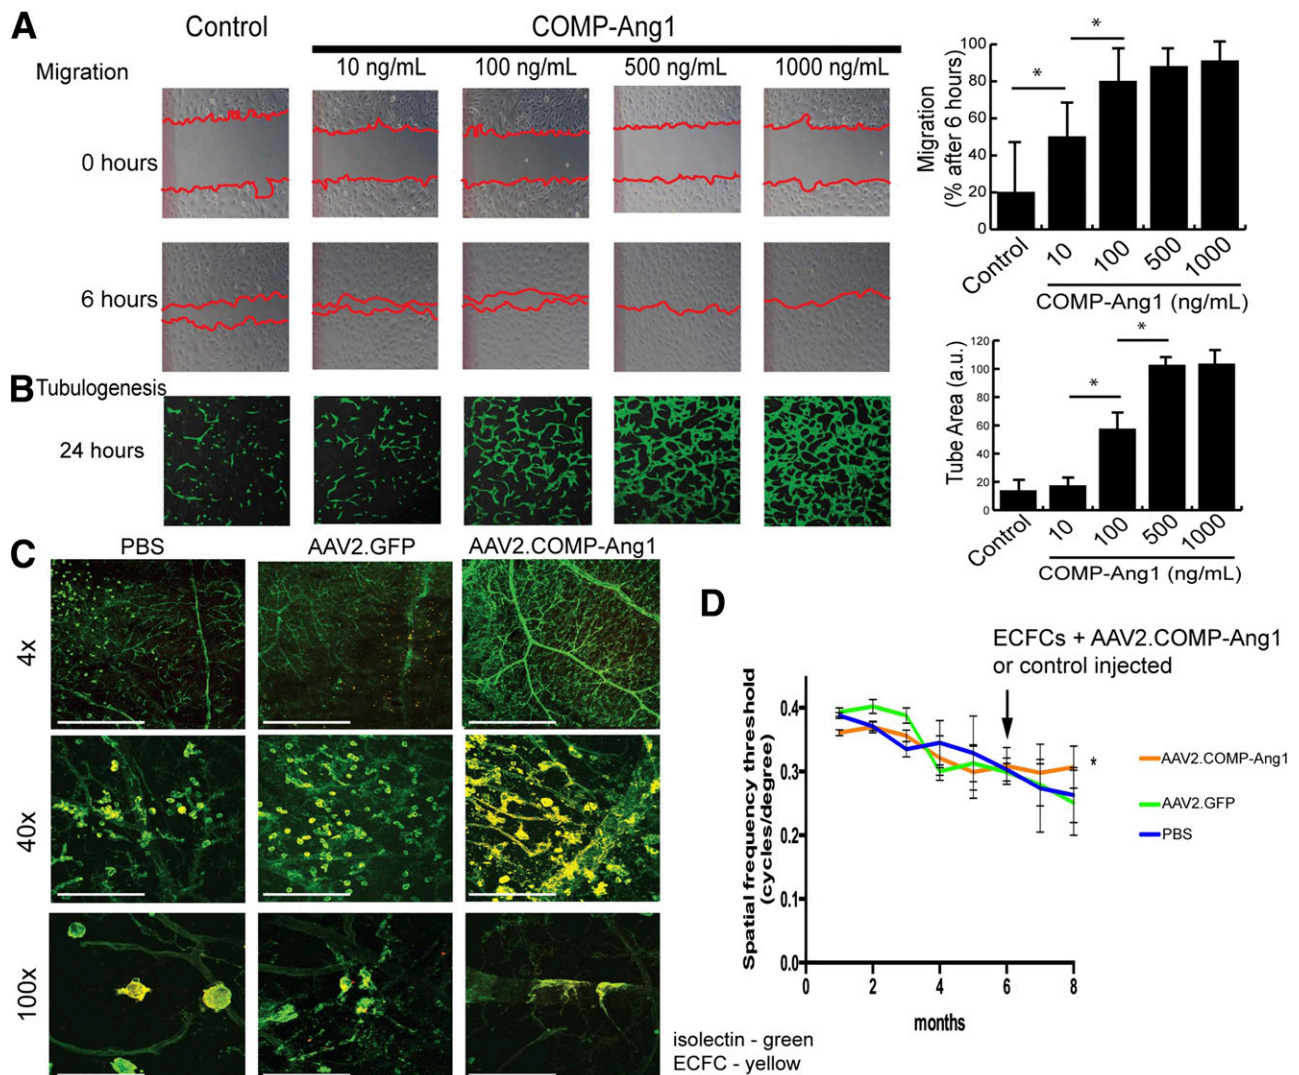 A
Control
COMP-Ang1
Migration
10 ng/mL
100 ng/mL
500 ng/mL
1000 ng/mL
0 hours
6 hours
Migration
(% after 6 hours)
100
80
60
40
20
0
*
*
Control
10
100
500
1000
COMP-Ang1 (ng/mL)
B
Tubulogenesis
24 hours
Tube Area (a.u.)
120
100
80
60
40
20
0
*
*
Control
10
100
500
1000
COMP-Ang1 (ng/mL)
C
PBS
AAV2.GFP
AAV2.COMP-Ang1
4x
40x
100x
isolectin - green
ECFC - yellow
D
ECFCs + AAV2.COMP-Ang1
or control injected
Spatial frequency threshold
(cycles/degree)
0.4
0.3
0.2
0.1
0.0
0
2
4
6
8
months
AAV2.COMP-Ang1
*
AAV2.GFP
PBS